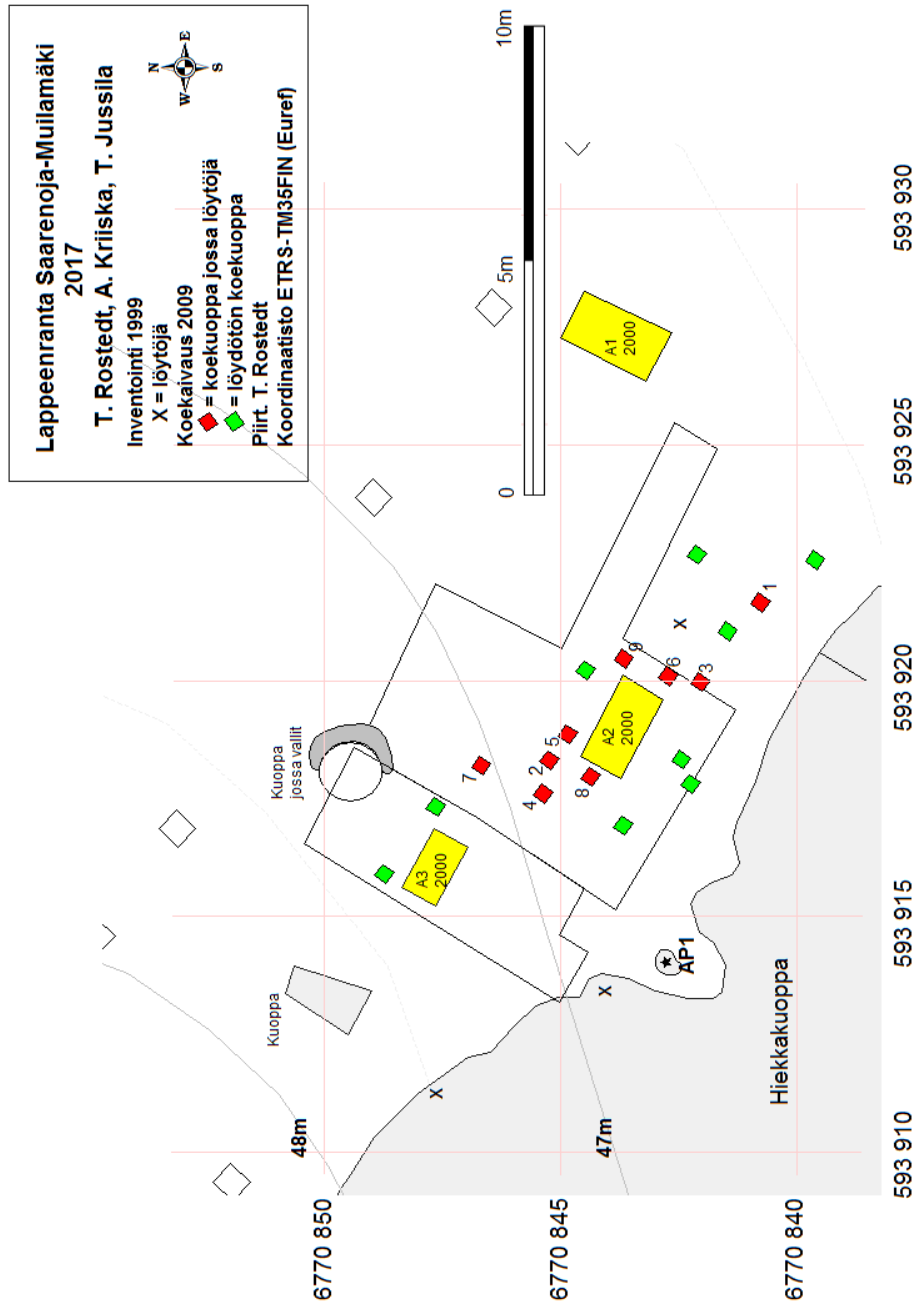 Lappeenranta Saarenoja-Muilamäki
2017
T. Rostedt, A. Kriiska, T. Jussila
Inventointi 1999
X = löytöjä
Koekaivaus 2009
= koekuoppa jossa löytöjä
= löydötön koekuoppa
Piirt. T. Rostedt
Koordinaatisto ETRS-TM35FIN (Euref)
N
W
E
S
0
5m
10m
Kuoppa
jossa vallit
Kuoppa
48m
47m
A3
2000
A2
2000
A1
2000
7
4
2
5
8
9
6
3
1
X
X
X
AP1
Hiekkakuoppa
6770 850
6770 845
6770 840
593 910
593 915
593 920
593 925
593 930